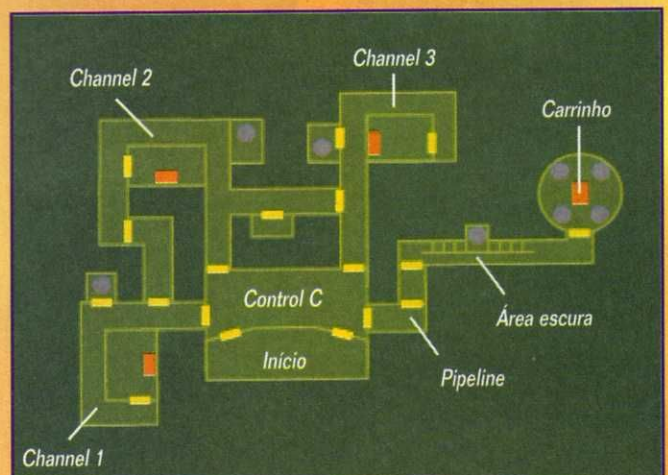 Channel 3
Channel 2
Carrinho
Control C
Área escura
Início
Pipeline
Channel 1